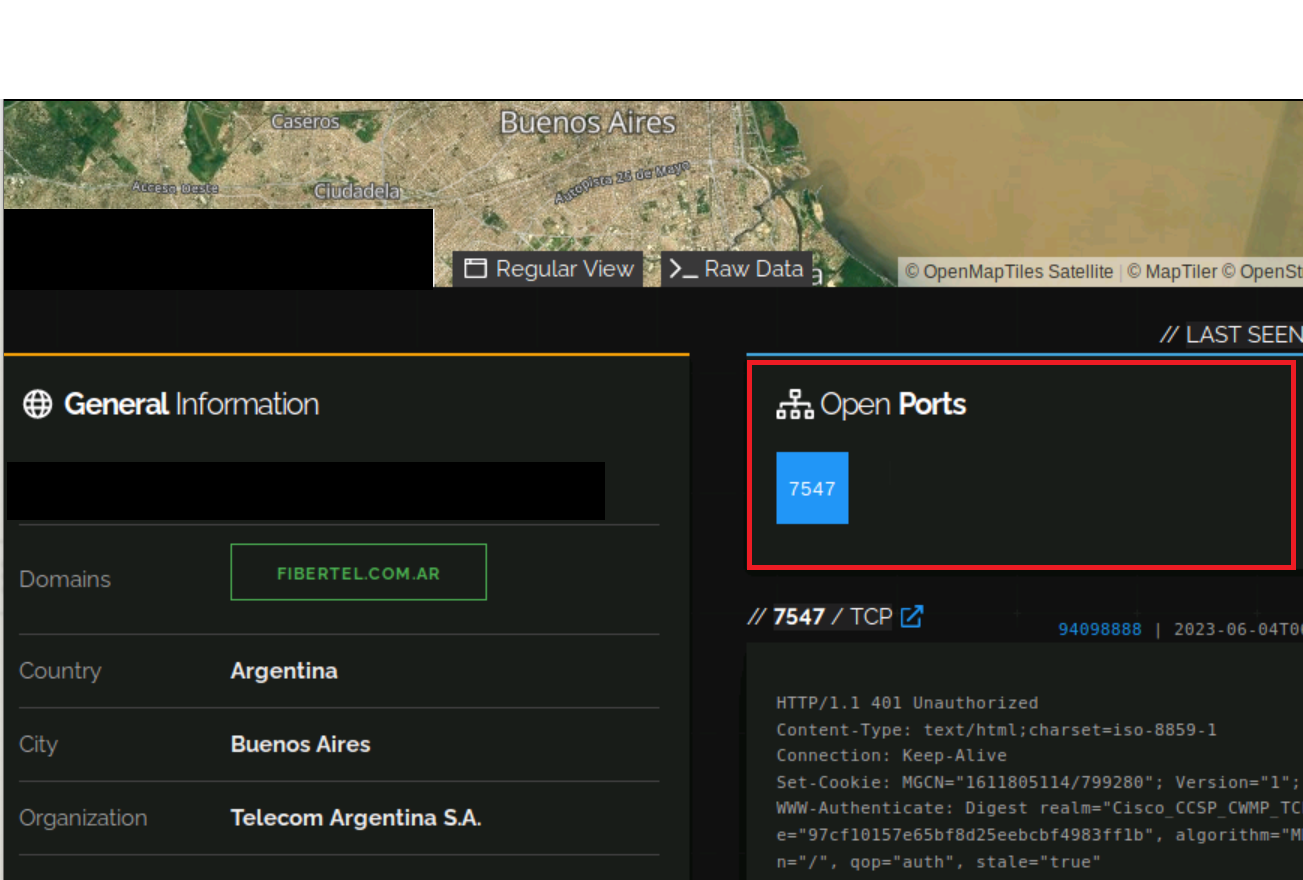 Caseros
Buenos Aires
Acceso Oeste
Ciudadela
Autopista 25 de Mayo
Regular View
Raw Data
© OpenMapTiles Satellite | © MapTiler © OpenSt
// LAST SEEN
General Information
Open Ports
7547
Domains
FIBERTEL.COM.AR
// 7547 / TCP
94098888 | 2023-06-04T0
Country
Argentina
City
Buenos Aires
Organization
Telecom Argentina S.A.
HTTP/1.1 401 Unauthorized
Content-Type: text/html;charset=iso-8859-1
Connection: Keep-Alive
Set-Cookie: MGCN="1611805114/799280"; Version="1";
WWW-Authenticate: Digest realm="Cisco_CCSP_CWMP_TC
e="97cf10157e65bf8d25eebcbf4983ff1b", algorithm="M
n="/", qop="auth", stale="true"